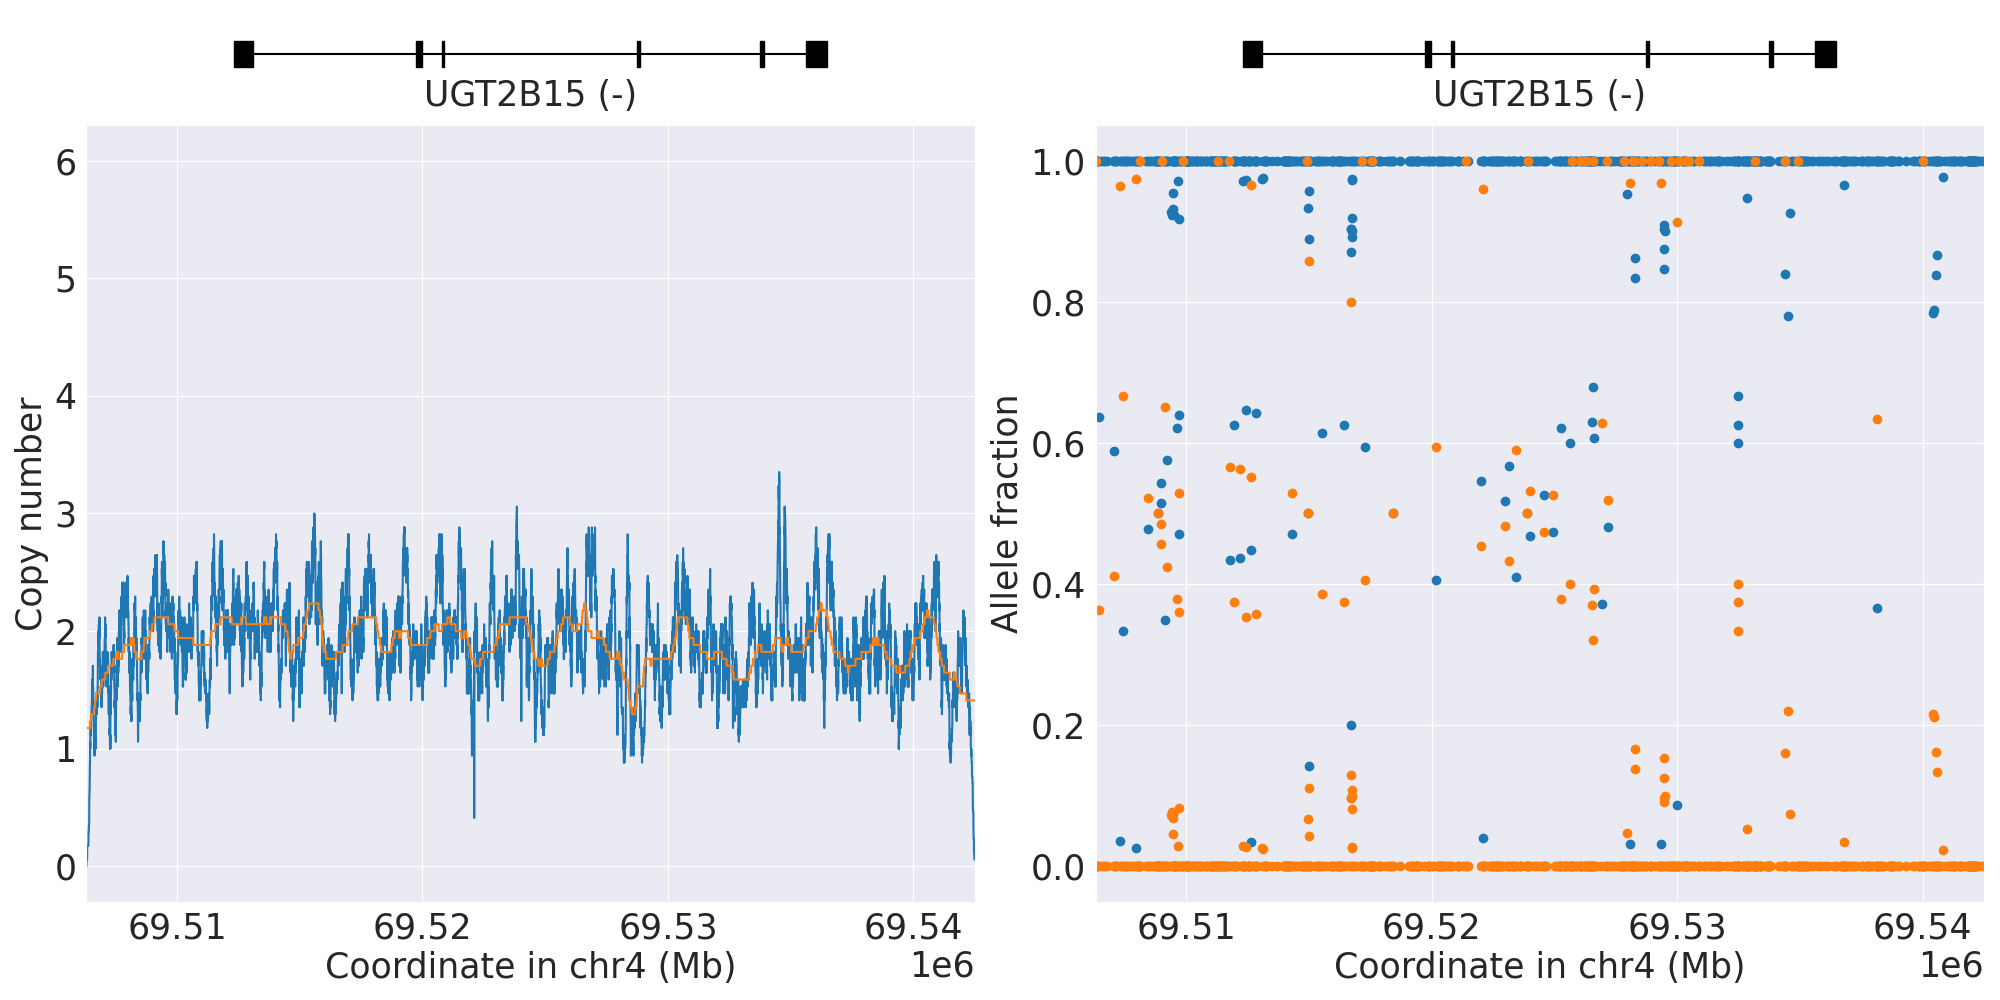 UGT2B15 (-)
UGT2B15 (-)
Copy number
6
5
4
3
2
1
0
69.51
69.52
69.53
69.54
Coordinate in chr4 (Mb)
1e6
Allele fraction
1.0
0.8
0.6
0.4
0.2
0.0
69.51
69.52
69.53
69.54
Coordinate in chr4 (Mb)
1e6